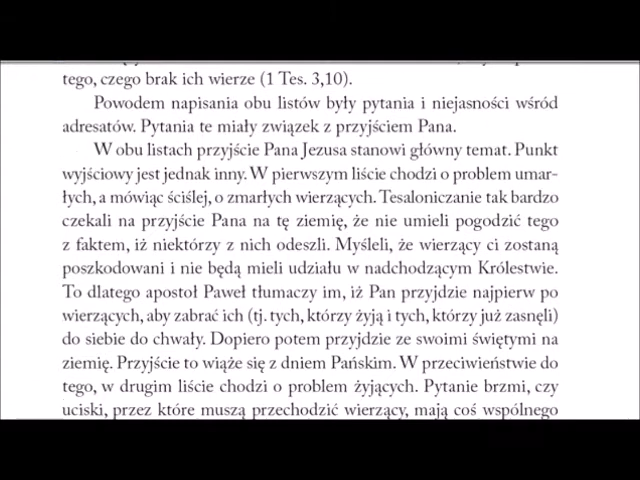 tego, czego brak ich wierze (1 Tes. 3,10).
Powodem napisania obu listów były pytania i niejasności wśród
adresatów. Pytania te miały związek z przyjściem Pana.
W obu listach przyjście Pana Jezusa stanowi główny temat. Punkt
wyjściowy jest jednak inny. W pierwszym liście chodzi o problem umar-
łych, a mówiąc ściślej, o zmarłych wierzących. Tesaloniczanie tak bardzo
czekali na przyjście Pana na tę ziemię, że nie umieli pogodzić tego
z faktem, iż niektórzy z nich odeszli. Myśleli, że wierzący ci zostaną
poszkodowani i nie będą mieli udziału w nadchodzącym Królestwie.
To dlatego apostoł Paweł tłumaczy im, iż Pan przyjdzie najpierw po
wierzących, aby zabrać ich (tj. tych, którzy żyją i tych, którzy już zasnęli)
do siebie do chwały. Dopiero potem przyjdzie ze swoimi świętymi na
ziemię. Przyjście to wiąże się z dniem Pańskim. W przeciwieństwie do
tego, w drugim liście chodzi o problem żyjących. Pytanie brzmi, czy
uciski, przez które muszą przechodzić wierzący, mają coś wspólnego